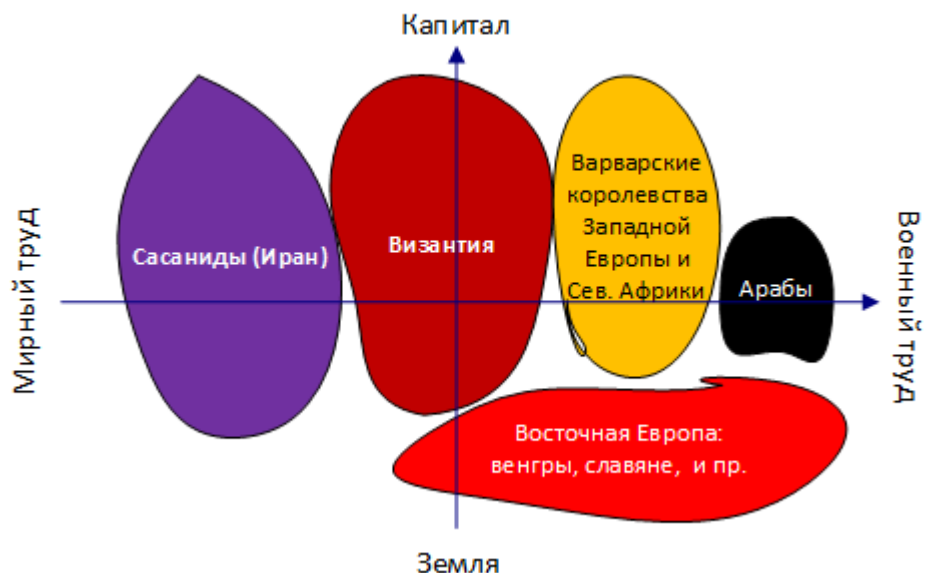 Капитал
Мирный труд
Сасаниды (Иран)
Византия
Варварские
королевства
Западной
Европы и
Сев. Африки
Арабы
Военный труд
Восточная Европа:
венгры, славяне, и пр.
Земля